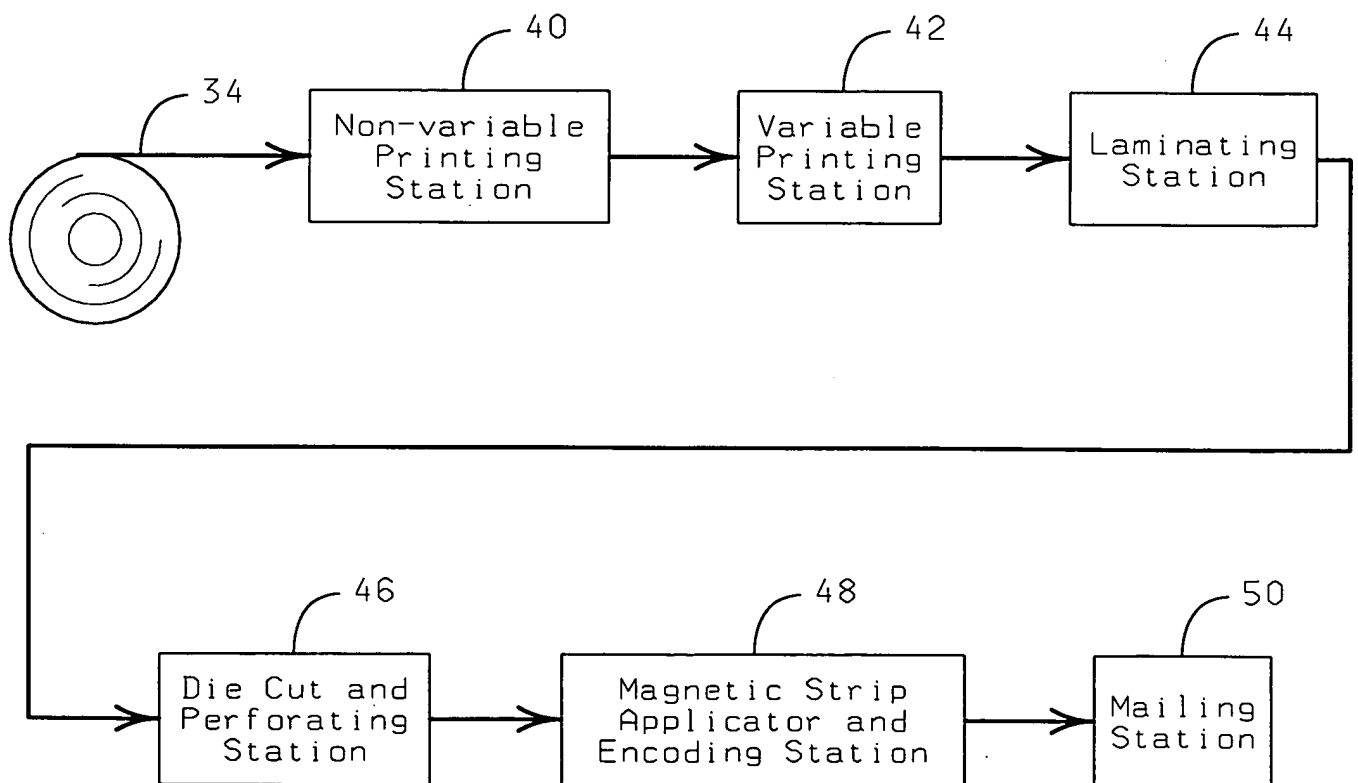 40
42
44
34
Non-variable
Printing
Station
Variable
Printing
Station
Laminating
Station
46
48
50
Die Cut and
Perforating
Station
Magnetic Strip
Applicator and
Encoding Station
Mailing
Station